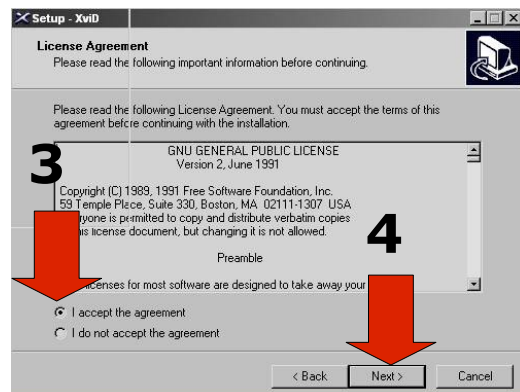 Setup - XviD
License Agreement
Please read the following important information before continuing.
Please read the following License Agreement. You must accept the terms of this
agreement before continuing with the installation.
GNU GENERAL PUBLIC LICENSE
Version 2, June 1991
3
Copyright (C) 1989, 1991 Free Software Foundation, Inc.
59 Temple Place, Suite 330, Boston, MA 02111-1307 USA
is permitted to copy and distribute verbatim copies
license document, but changing it is not allowed.
4
Preamble
licenses for most software are designed to take away your
I accept the agreement
I do not accept the agreement
< Back
Next >
Cancel